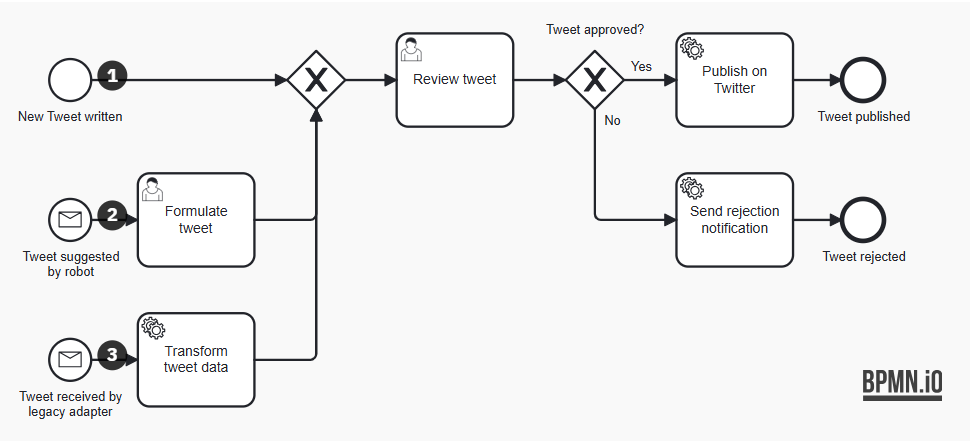 Tweet approved?
1
New Tweet written
X
Review tweet
X
Yes
No
Publish on
Twitter
Tweet published
2
Tweet suggested
by robot
Formulate
tweet
Send rejection
notification
Tweet rejected
3
Tweet received by
legacy adapter
Transform
tweet data
BPMN.iO